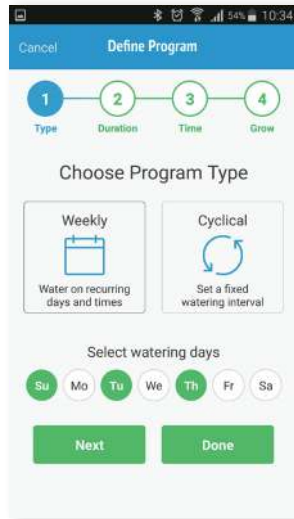 54% 10:34
Cancel Define Program
1 2 3 4
Type Duration Time Grow
Choose Program Type
Weekly Cyclical
Water on recurring Set a fixed
days and times watering interval
Select watering days
Su Mo Tu We Th Fr Sa
Next Done